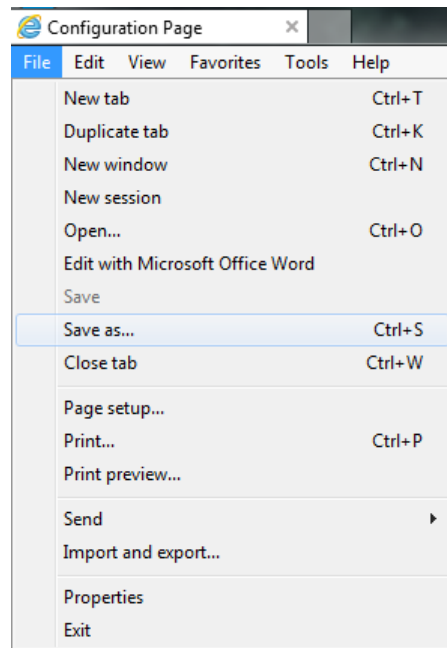 Configuration Page
File Edit View Favorites Tools Help
New tab Ctrl+T
Duplicate tab Ctrl+K
New window Ctrl+N
New session
Open... Ctrl+O
Edit with Microsoft Office Word
Save
Save as... Ctrl+S
Close tab Ctrl+W
Page setup...
Print... Ctrl+P
Print preview...
Send
Import and export...
Properties
Exit